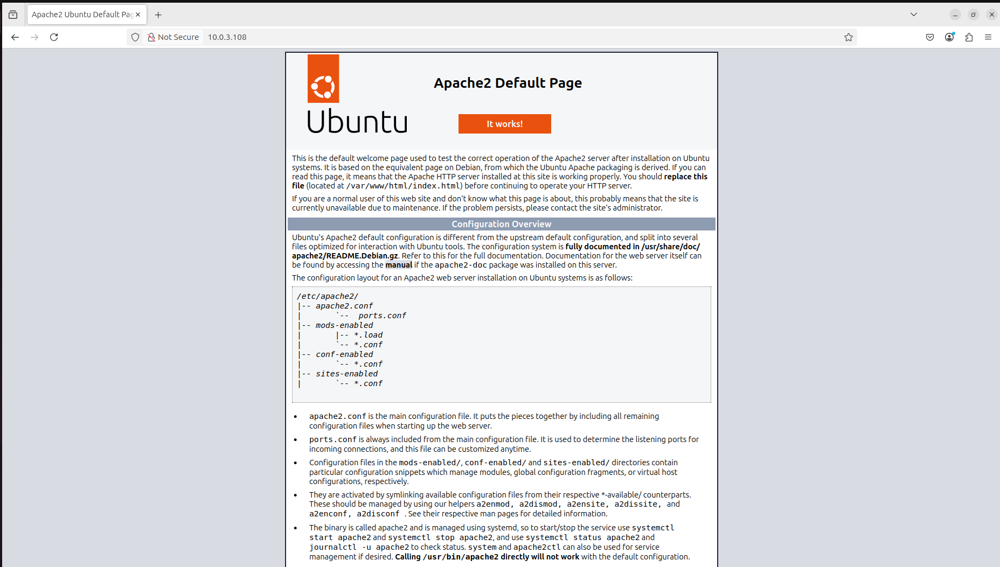 Apache2 Ubuntu Default Pag
Not Secure 10.0.3.108
Apache2 Default Page
Ubuntu
It works!
This is the default welcome page used to test the correct operation of the Apache2 server after installation on Ubuntu
systems. It is based on the equivalent page on Debian, from which the Ubuntu Apache packaging is derived. If you can
read this page, it means that the Apache HTTP server installed at this site is working properly. You should replace this
file (located at /var/www/html/index.html) before continuing to operate your HTTP server.
If you are a normal user of this web site and don't know what this page is about, this probably means that the site is
currently unavailable due to maintenance. If the problem persists, please contact the site's administrator.
Configuration Overview
Ubuntu's Apache2 default configuration is different from the upstream default configuration, and split into several
files optimized for interaction with Ubuntu tools. The configuration system is fully documented in /usr/share/doc/
apache2/README.Debian.gz. Refer to this for the full documentation. Documentation for the web server itself can
be found by accessing the manual if the apache2-doc package was installed on this server.
The configuration layout for an Apache2 web server installation on Ubuntu systems is as follows:
/etc/apache2/
|-- apache2.conf
|       `--  ports.conf
|-- mods-enabled
|       |-- *.load
|       `-- *.conf
|-- conf-enabled
|       `-- *.conf
|-- sites-enabled
|       `-- *.conf
• apache2.conf is the main configuration file. It puts the pieces together by including all remaining
configuration files when starting up the web server.
• ports.conf is always included from the main configuration file. It is used to determine the listening ports for
incoming connections, and this file can be customized anytime.
• Configuration files in the mods-enabled/, conf-enabled/ and sites-enabled/ directories contain
particular configuration snippets which manage modules, global configuration fragments, or virtual host
configurations, respectively.
• They are activated by symlinking available configuration files from their respective *-available/ counterparts.
These should be managed by using our helpers a2enmod, a2dismod, a2ensite, a2dissite, and
a2enconf, a2disconf . See their respective man pages for detailed information.
• The binary is called apache2 and is managed using systemd, so to start/stop the service use systemctl
start apache2 and systemctl stop apache2, and use systemctl status apache2 and
journalctl -u apache2 to check status. system and apache2ctl can also be used for service
management if desired. Calling /usr/bin/apache2 directly will not work with the default configuration.